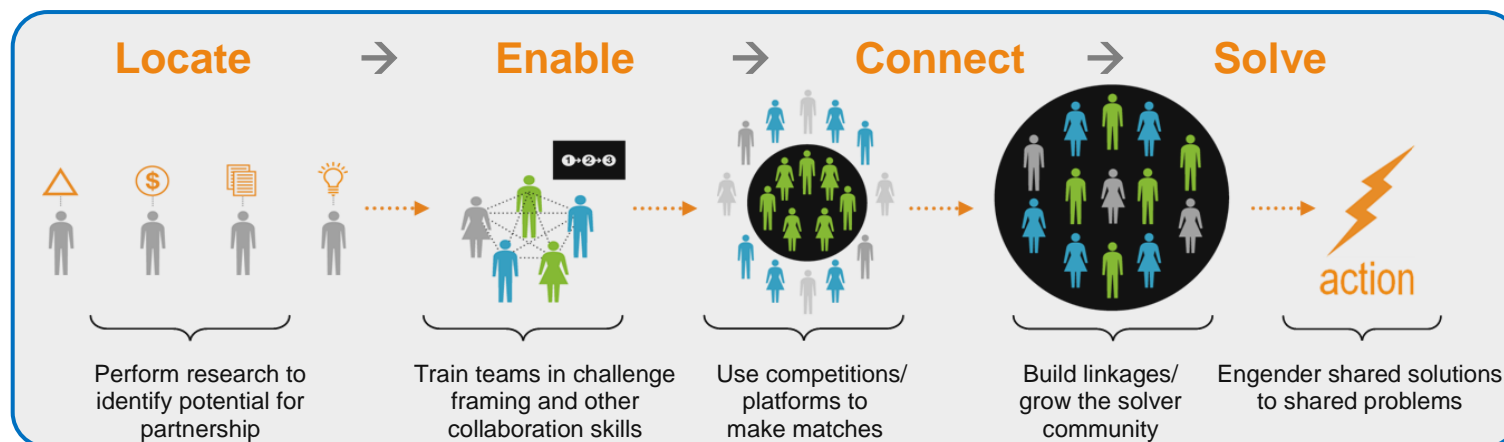 Locate → Enable → Connect → Solve
$
1→2→3
action
Perform research to
identify potential for
partnership
Train teams in challenge
framing and other
collaboration skills
Use competitions/
platforms to
make matches
Build linkages/
grow the solver
community
Engender shared solutions
to shared problems